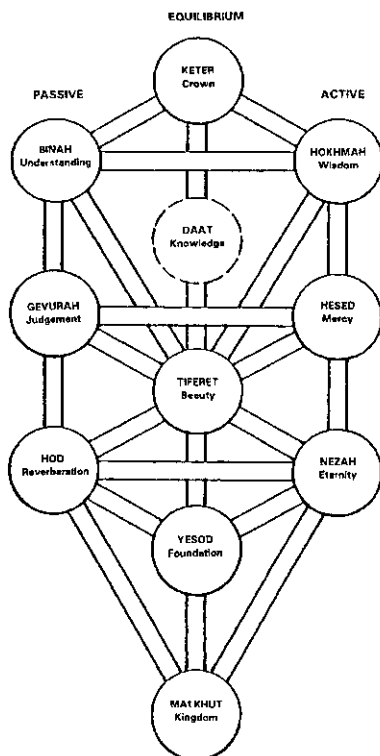 EQUILIBRIUM
KETER
Crown
PASSIVE
ACTIVE
BINAH
Understanding
HOKHMAH
Wisdom
DAAT
Knowledge
GEVURAH
Judgement
HESED
Mercy
TIFERET
Beauty
HOD
Reverberation
NEZAH
Eternity
YESOD
Foundation
MALKHUT
Kingdom